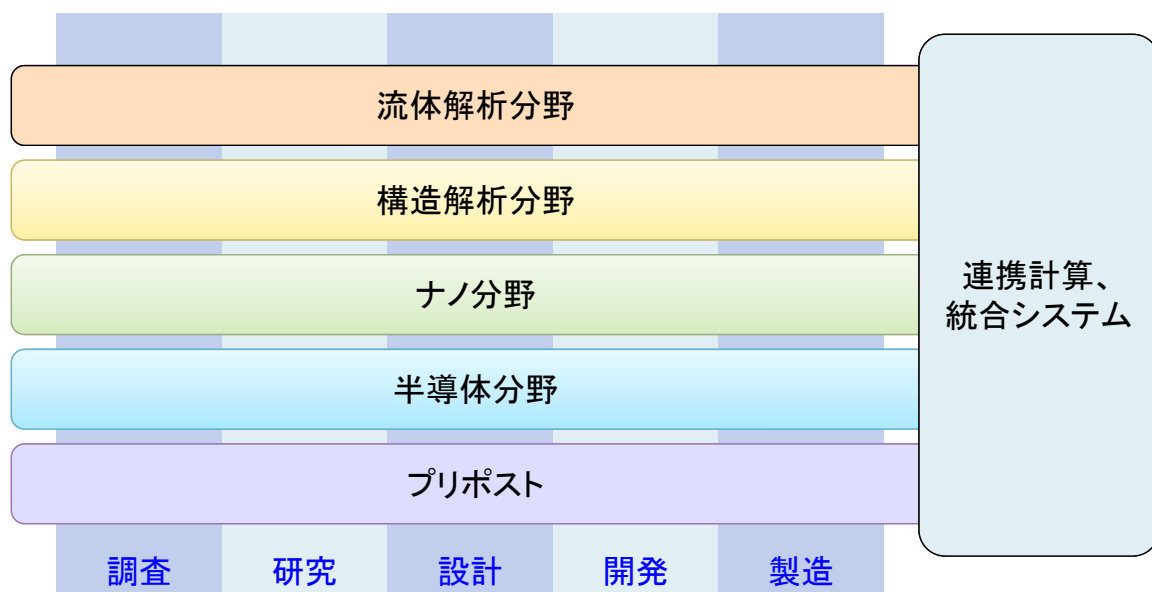 流体解析分野
構造解析分野
ナノ分野
半導体分野
プリポスト
連携計算、
統合システム
調査
研究
設計
開発
製造